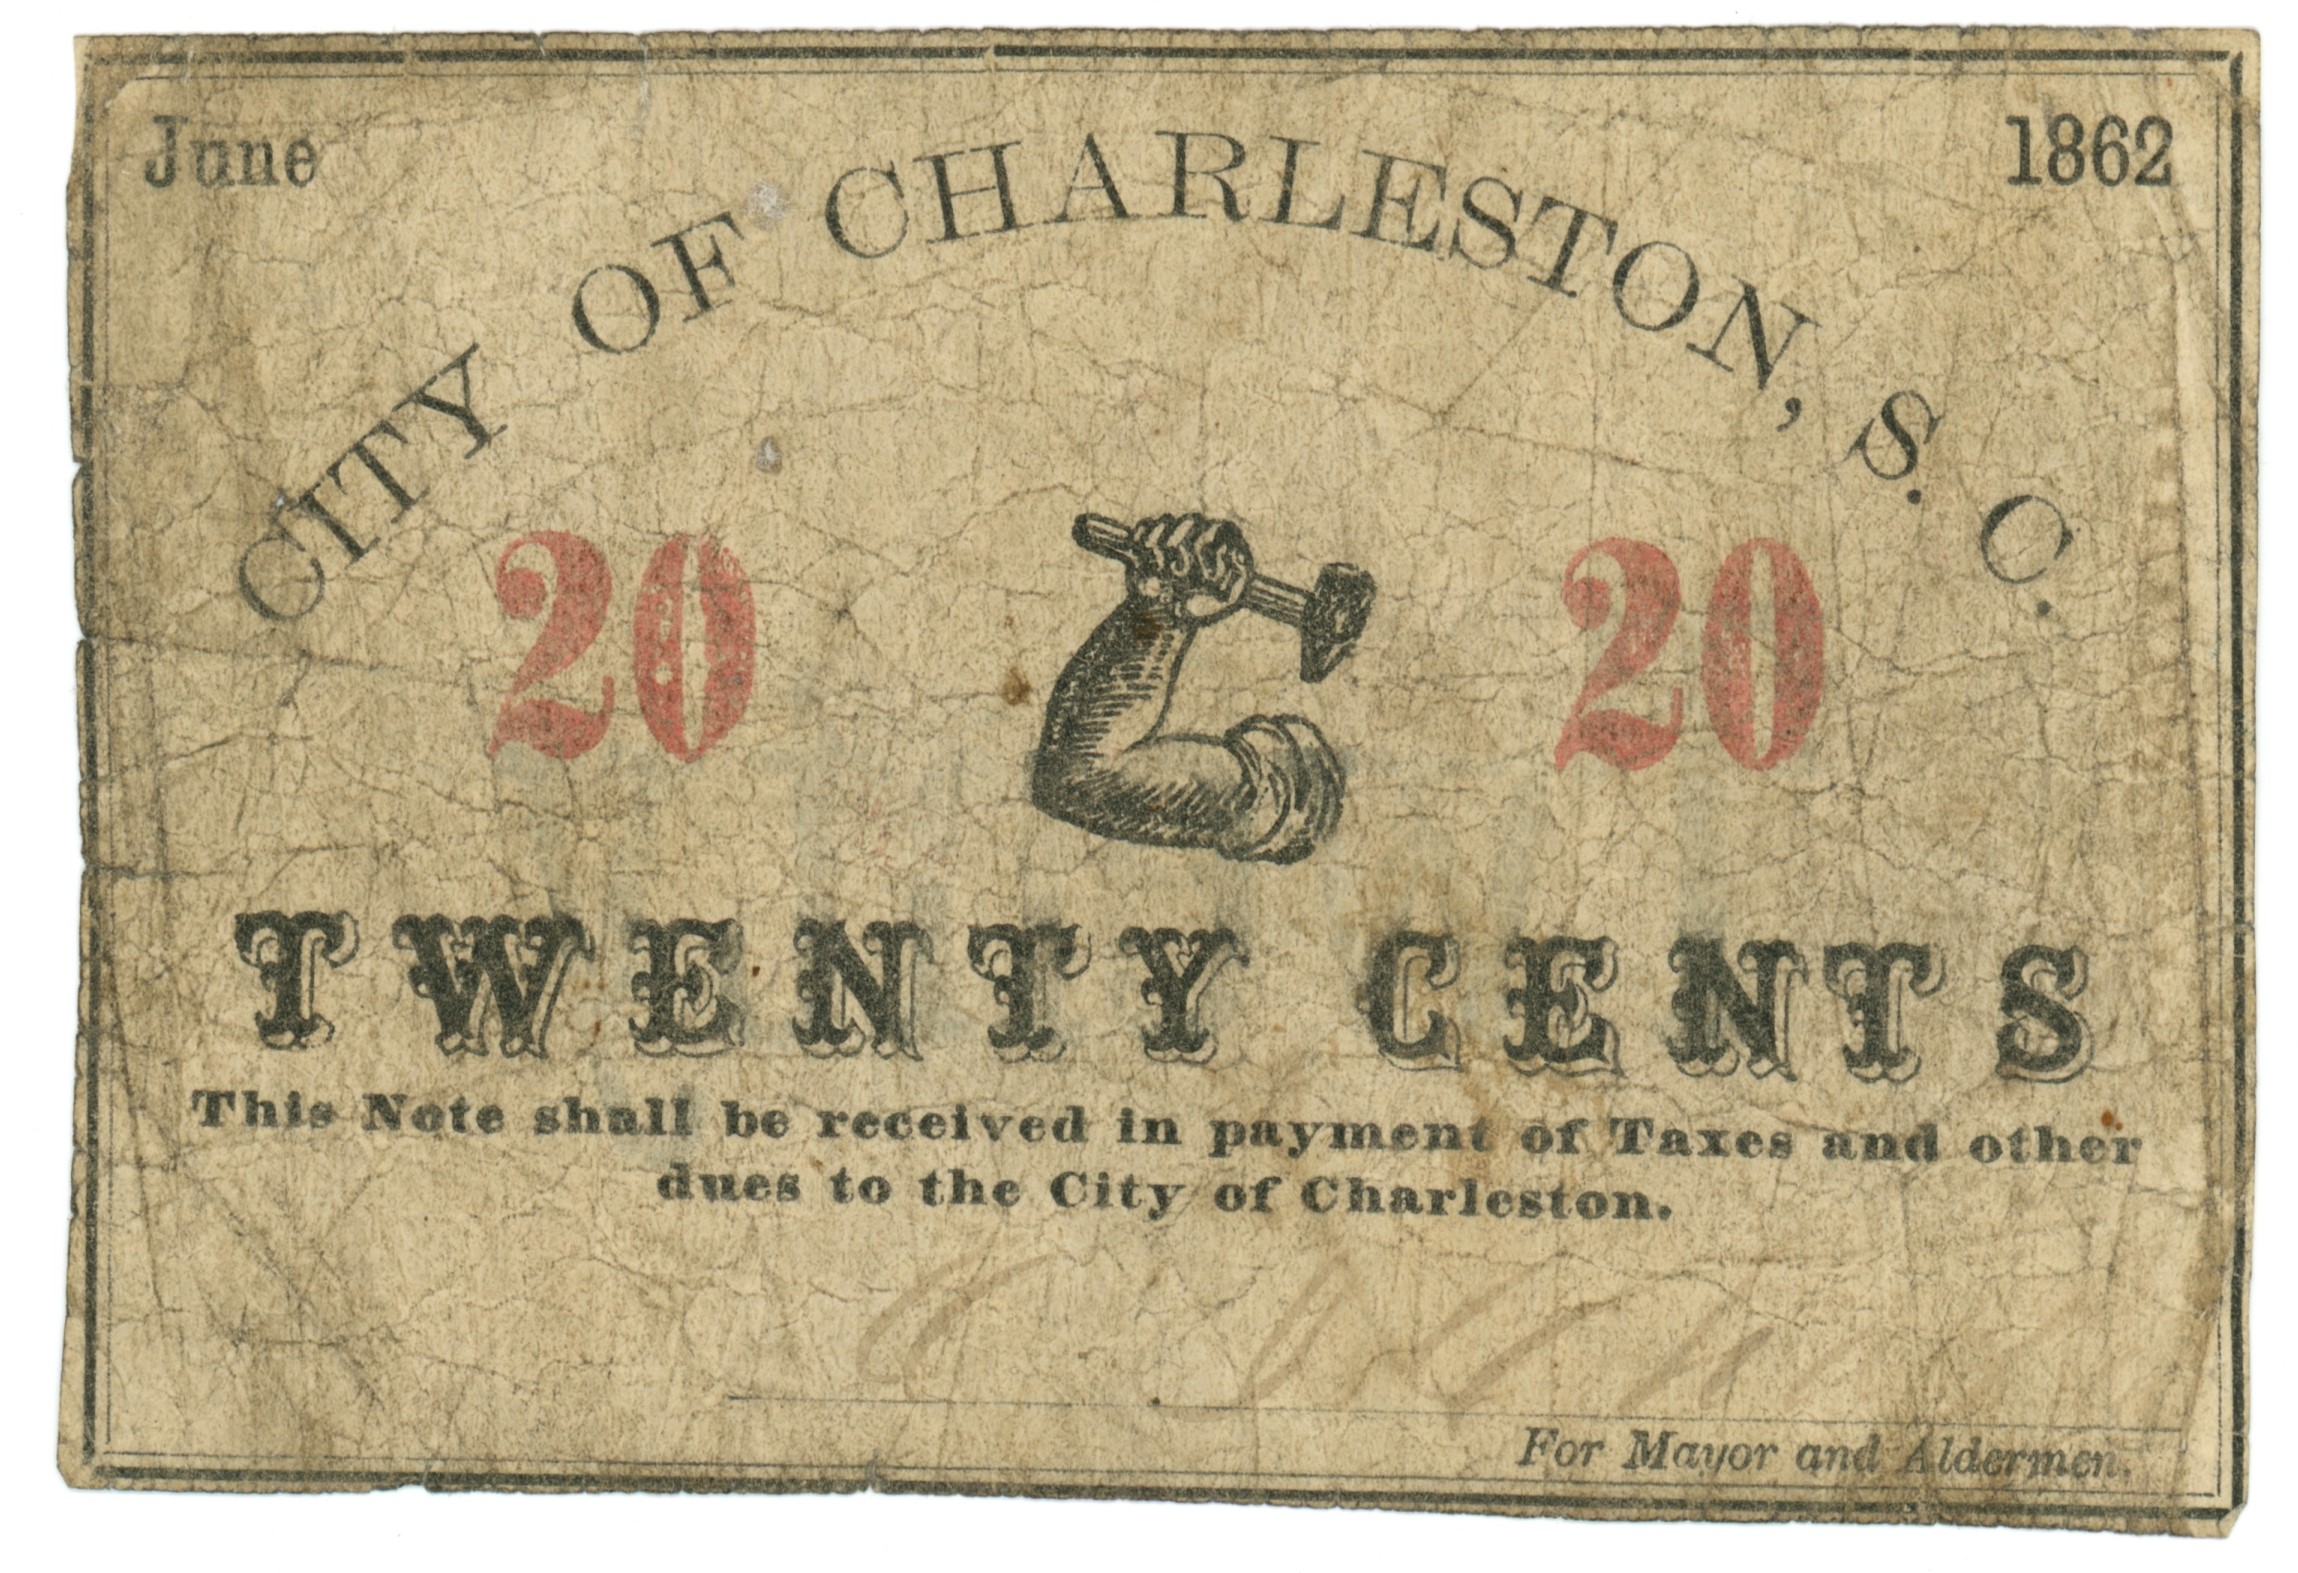 June 1862
CITY OF CHARLESTON, S. C.
20 20
TWENTY CENTS
This Note shall be received in payment of Taxes and other
dues to the City of Charleston.
For Mayor and Aldermen.